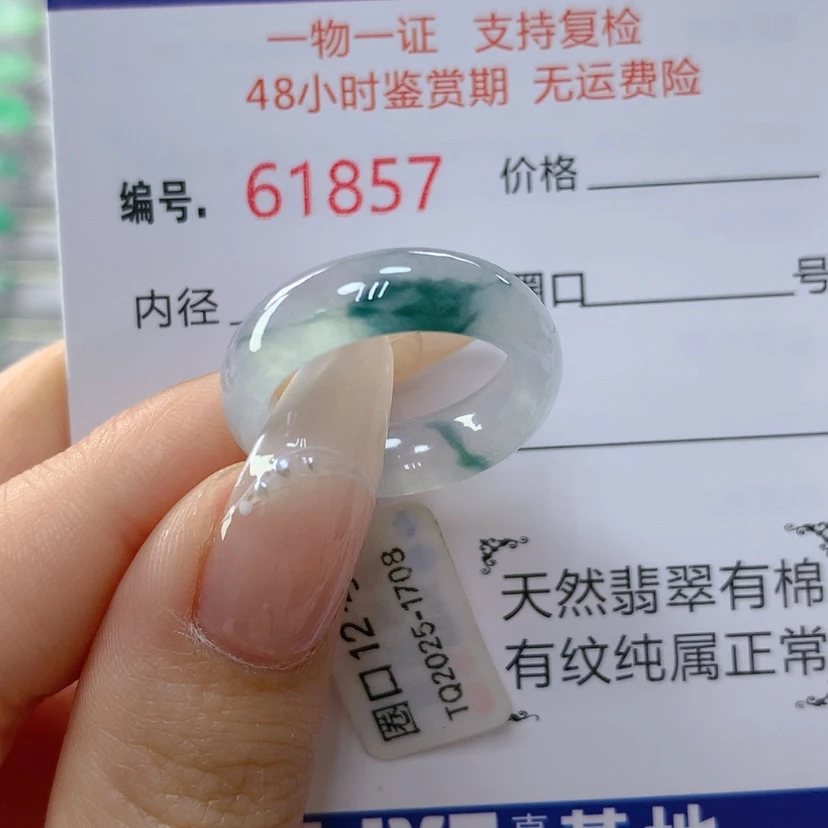 一物一证 支持复检
48小时鉴赏期 无运费险
编号. 61857 价格
内径 圈口 号
圈口12
TQ2025-1708
天然翡翠有棉
有纹纯属正常
基地